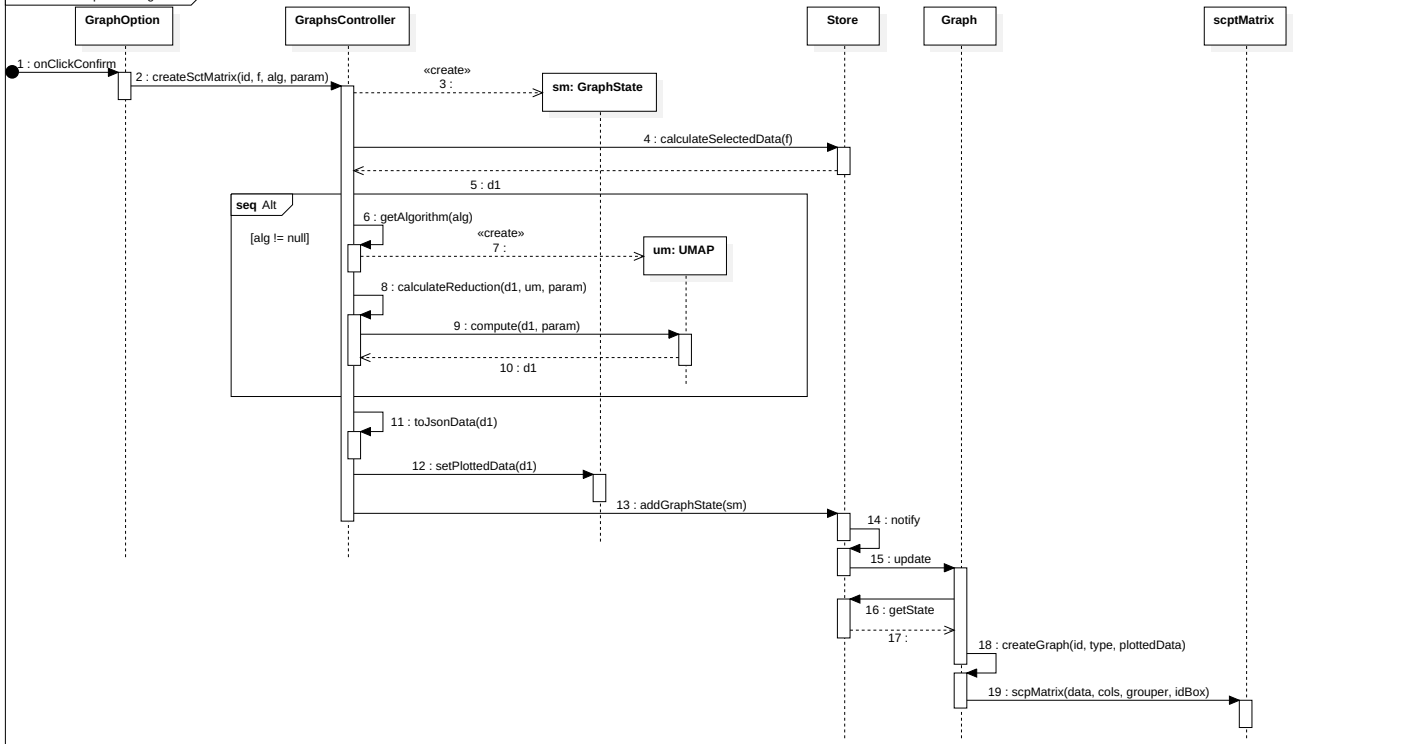 GraphOption
GraphsController
Store
Graph
scptMatrix
1 : onClickConfirm
2 : createSctMatrix(id, f, alg, param)
«create»
3 :
sm: GraphState
4 : calculateSelectedData(f)
5 : d1
seq Alt
[alg != null]
6 : getAlgorithm(alg)
«create»
7 :
um: UMAP
8 : calculateReduction(d1, um, param)
9 : compute(d1, param)
10 : d1
11 : toJsonData(d1)
12 : setPlottedData(d1)
13 : addGraphState(sm)
14 : notify
15 : update
16 : getState
17 :
18 : createGraph(id, type, plottedData)
19 : scpMatrix(data, cols, grouper, idBox)